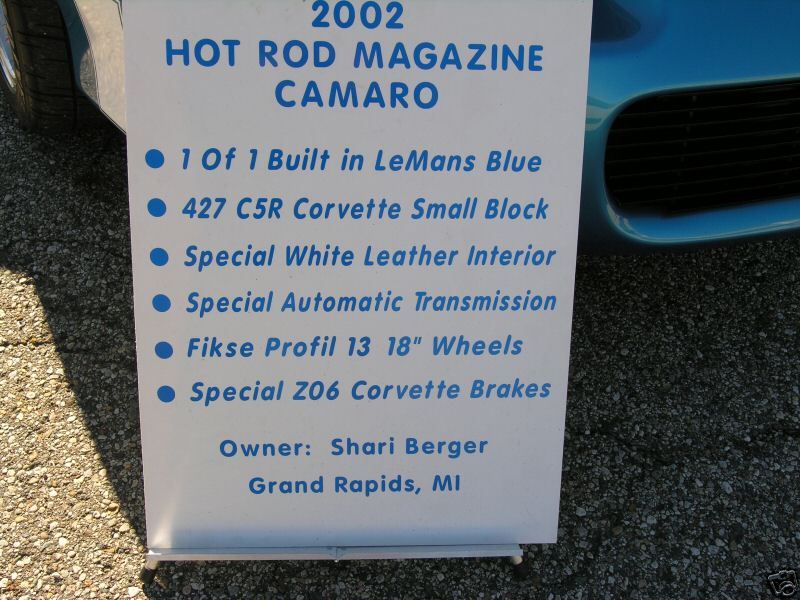 2002
HOT ROD MAGAZINE
CAMARO
● 1 Of 1 Built in LeMans Blue
● 427 C5R Corvette Small Block
● Special White Leather Interior
● Special Automatic Transmission
● Fikse Profil 13 18" Wheels
● Special Z06 Corvette Brakes
Owner: Shari Berger
Grand Rapids, MI